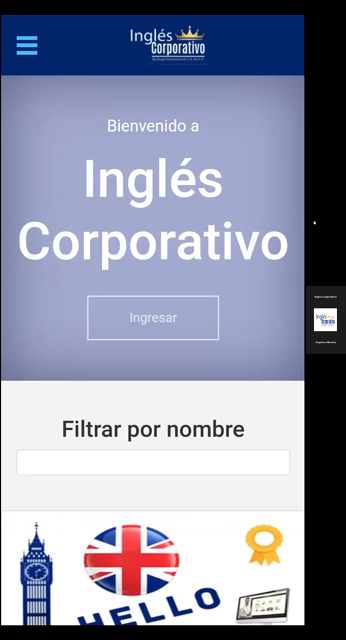 Inglés
Corporativo
Bienvenido a
Inglés
Corporativo
Ingresar
Filtrar por nombre
HELLO